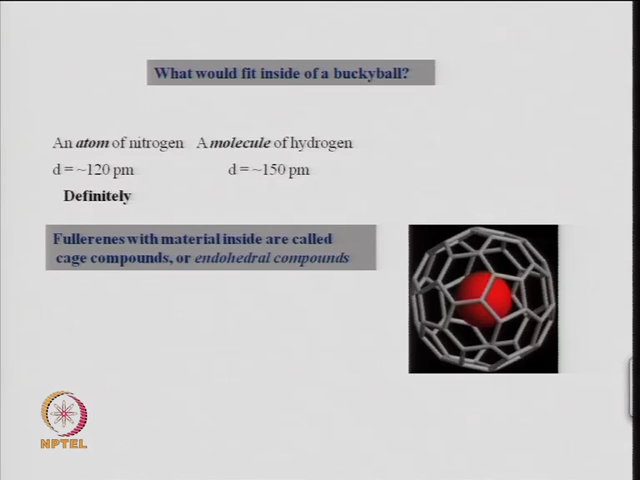 What would fit inside of a buckyball?
An atom of nitrogen A molecule of hydrogen
d = ~120 pm d = ~150 pm
Definitely
Fullerenes with material inside are called
cage compounds, or endohedral compounds
NPTEL